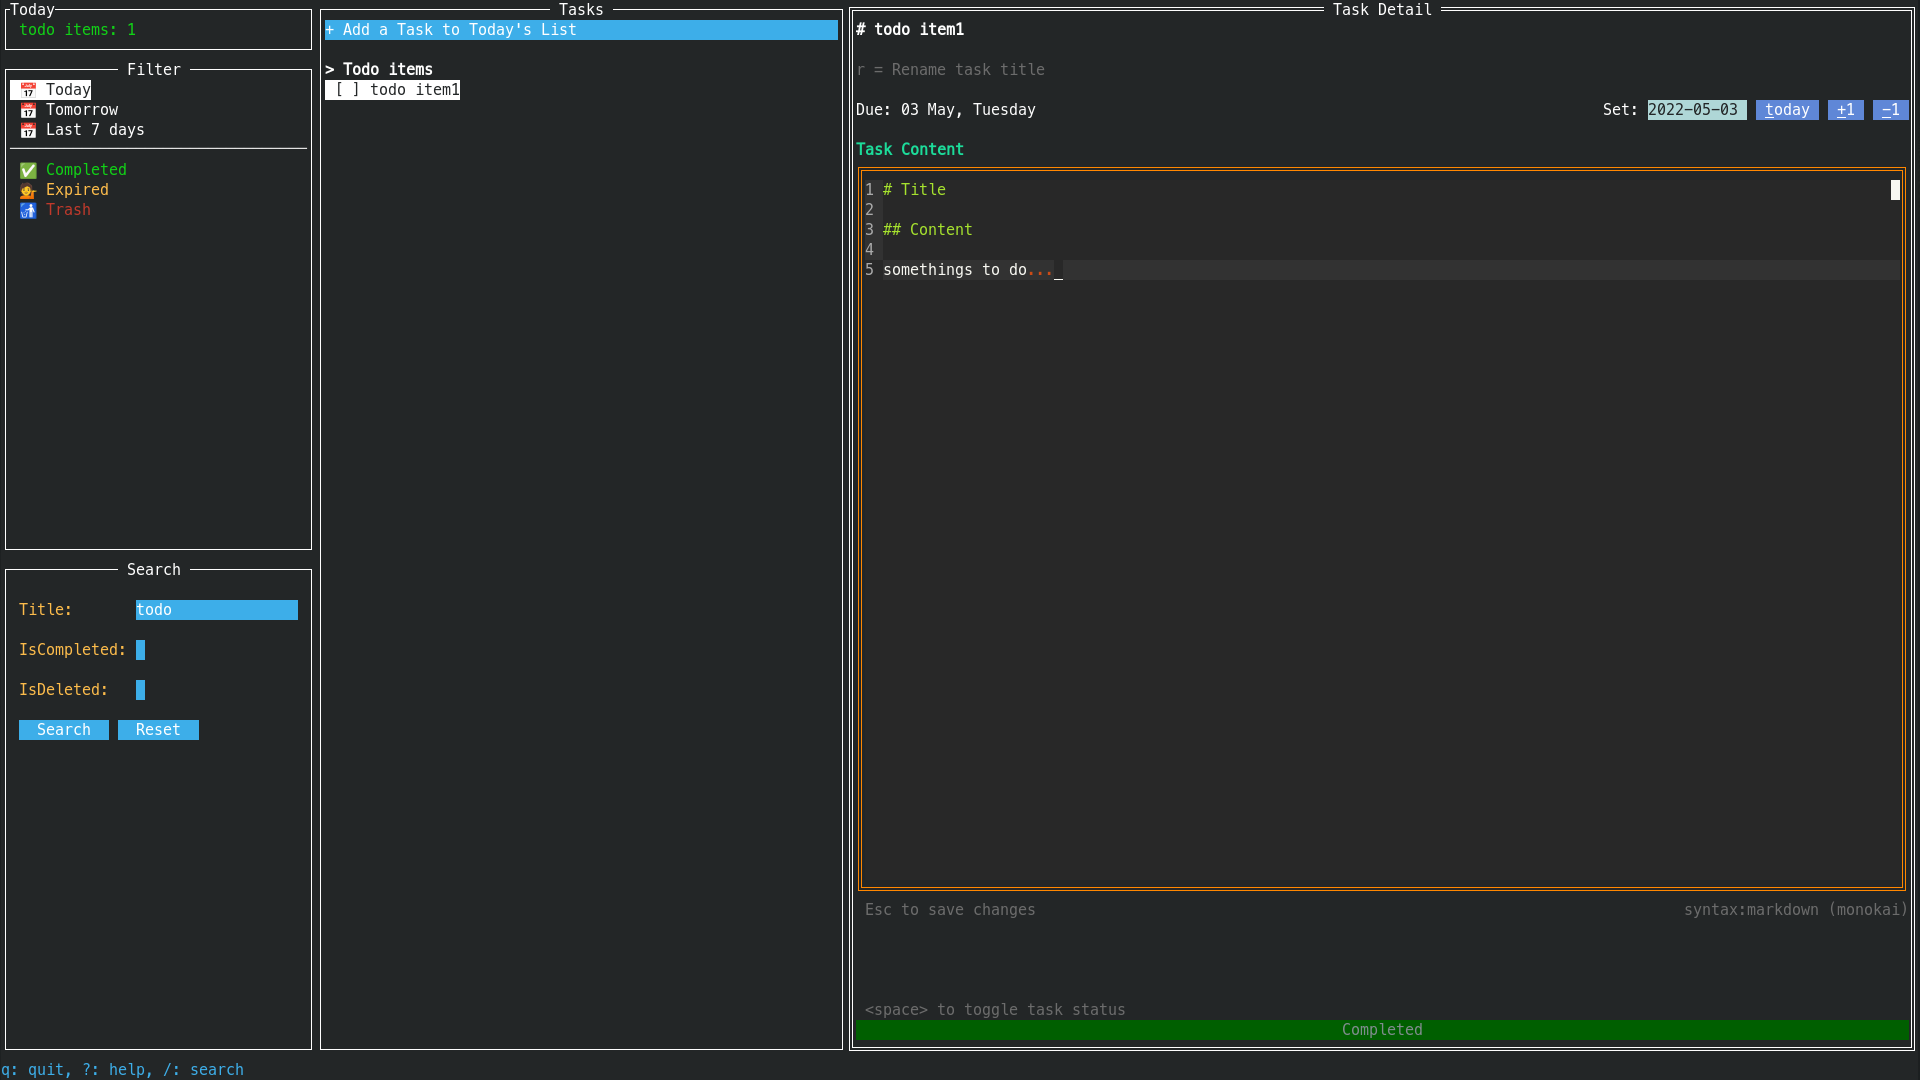 Today
todo items: 1
Filter
Today
Tomorrow
Last 7 days
Completed
Expired
Trash
Search
Title: todo
IsCompleted:
IsDeleted:
Search Reset
Tasks
+ Add a Task to Today's List
> Todo items
[ ] todo item1
Task Detail
# todo item1
r = Rename task title
Due: 03 May, Tuesday Set: 2022-05-03 today +1 -1
Task Content
1 # Title
2
3 ## Content
4
5 somethings to do..._
Esc to save changes syntax:markdown (monokai)
<space> to toggle task status
Completed
q: quit, ?: help, /: search